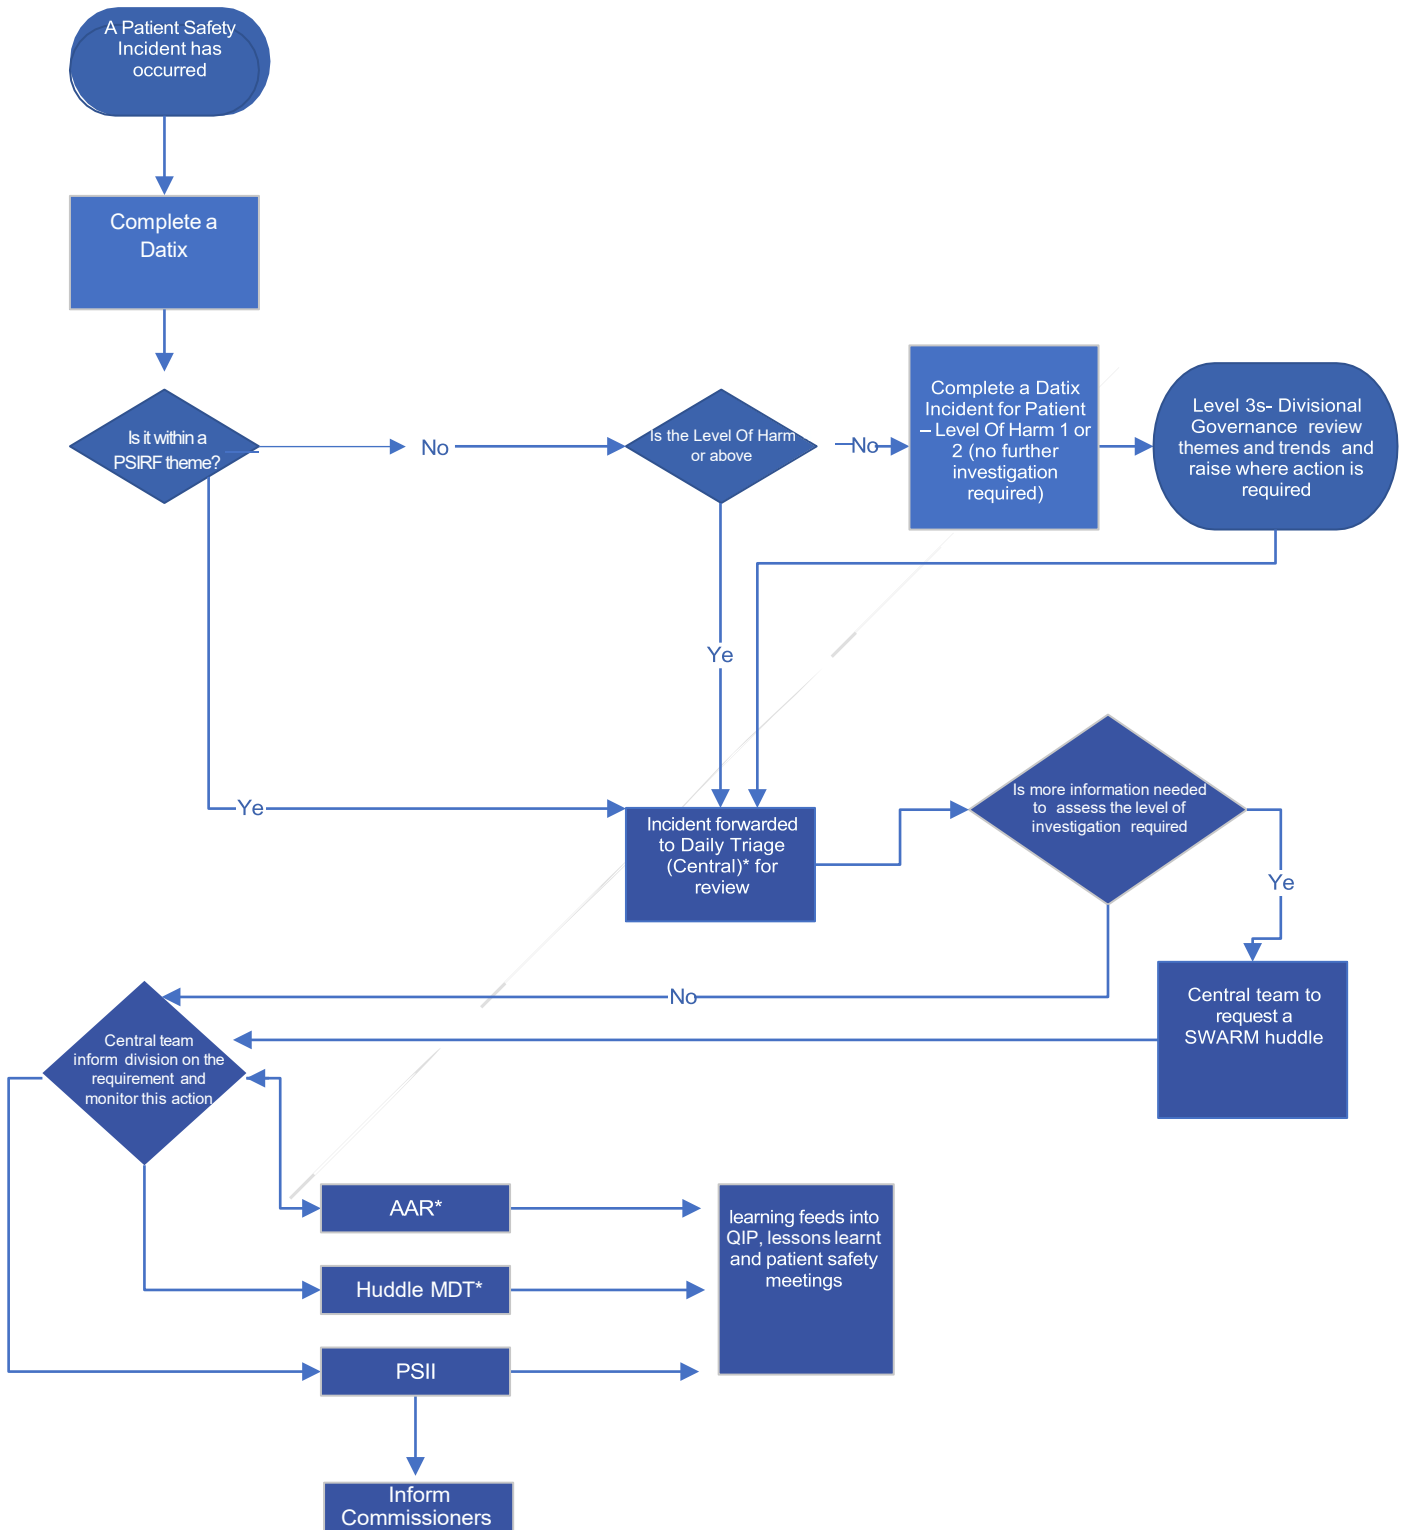 A Patient Safety
Incident has
occurred
Complete a
Datix
Is it within a
PSIRF theme?
No
Is the Level Of Harm
or above
No
Complete a Datix
Incident for Patient
– Level Of Harm 1 or
2 (no further
investigation
required)
Level 3s- Divisional
Governance review
themes and trends and
raise where action is
required
Ye
Ye
Incident forwarded
to Daily Triage
(Central)* for
review
Is more information needed
to assess the level of
investigation required
Ye
No
Central team to
request a
SWARM huddle
Central team
inform division on the
requirement and
monitor this action
AAR*
Huddle MDT*
PSII
learning feeds into
QIP, lessons learnt
and patient safety
meetings
Inform
Commissioners